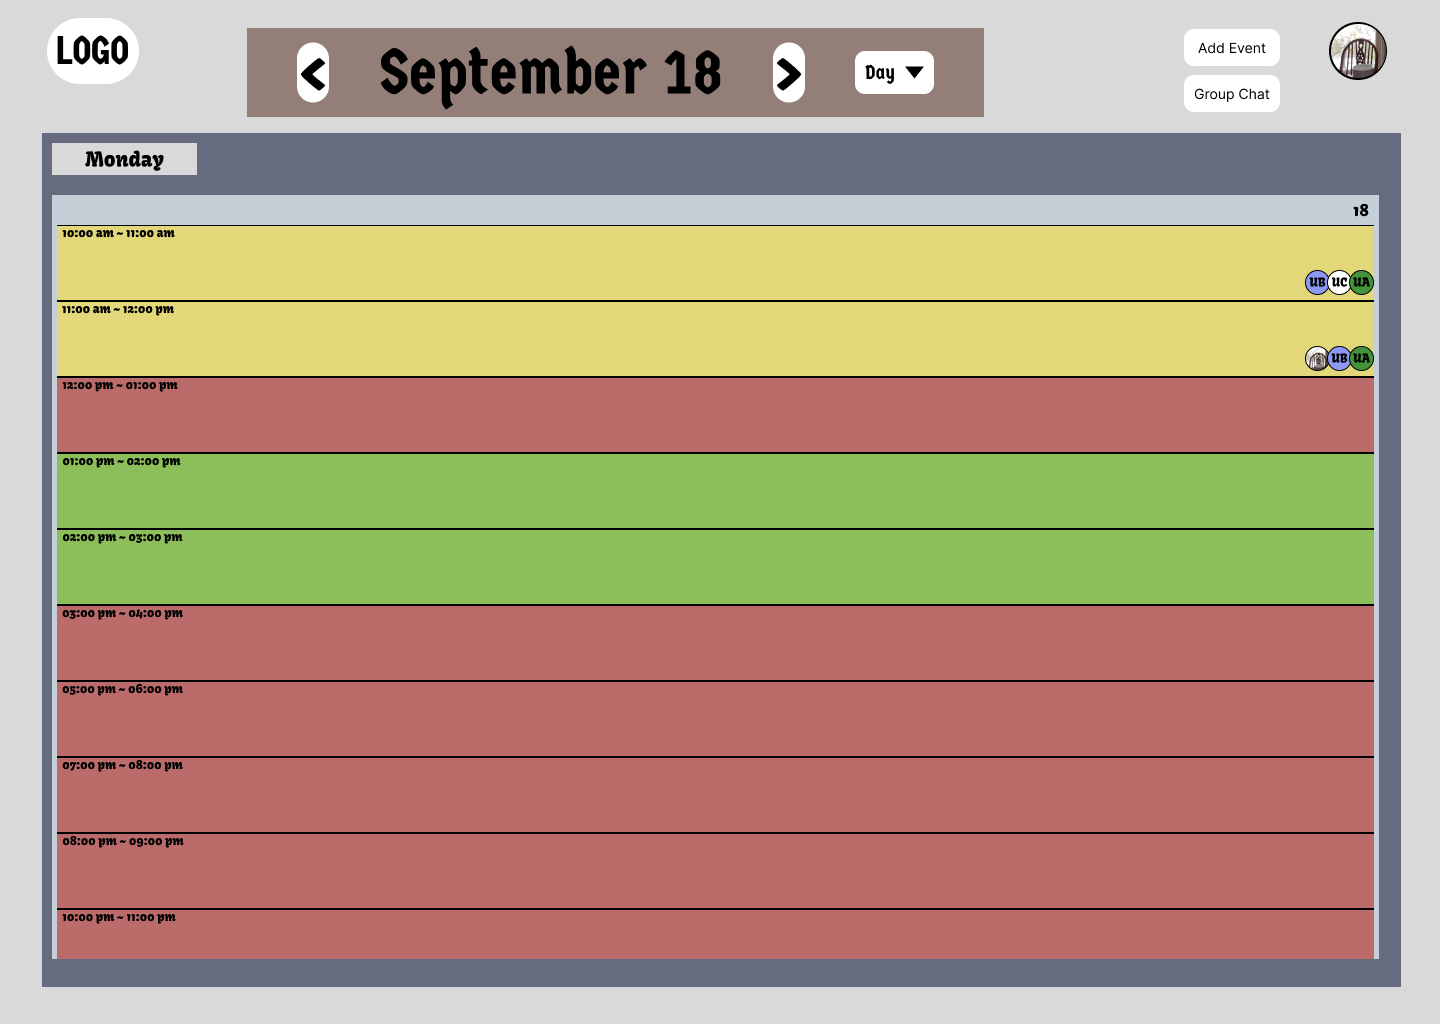 LOGO
September 18
Day
Add Event
Group Chat
Monday
18
10:00 am ~ 11:00 am
UB UC UA
11:00 am ~ 12:00 pm
UB UA
12:00 pm ~ 01:00 pm
01:00 pm ~ 02:00 pm
02:00 pm ~ 03:00 pm
03:00 pm ~ 04:00 pm
05:00 pm ~ 06:00 pm
07:00 pm ~ 08:00 pm
08:00 pm ~ 09:00 pm
10:00 pm ~ 11:00 pm